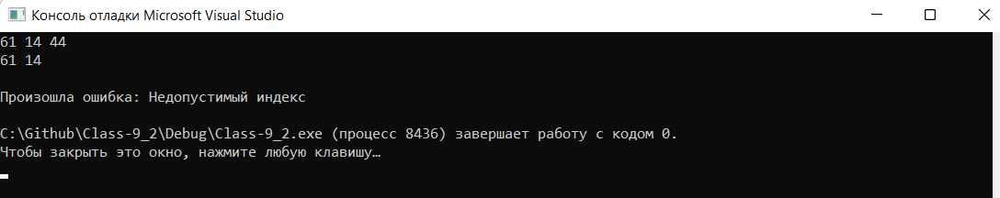 Консоль отладки Microsoft Visual Studio
61 14 44
61 14
Произошла ошибка: Недопустимый индекс
C:\Github\Class-9_2\Debug\Class-9_2.exe (процесс 8436) завершает работу с кодом 0.
Чтобы закрыть это окно, нажмите любую клавишу…